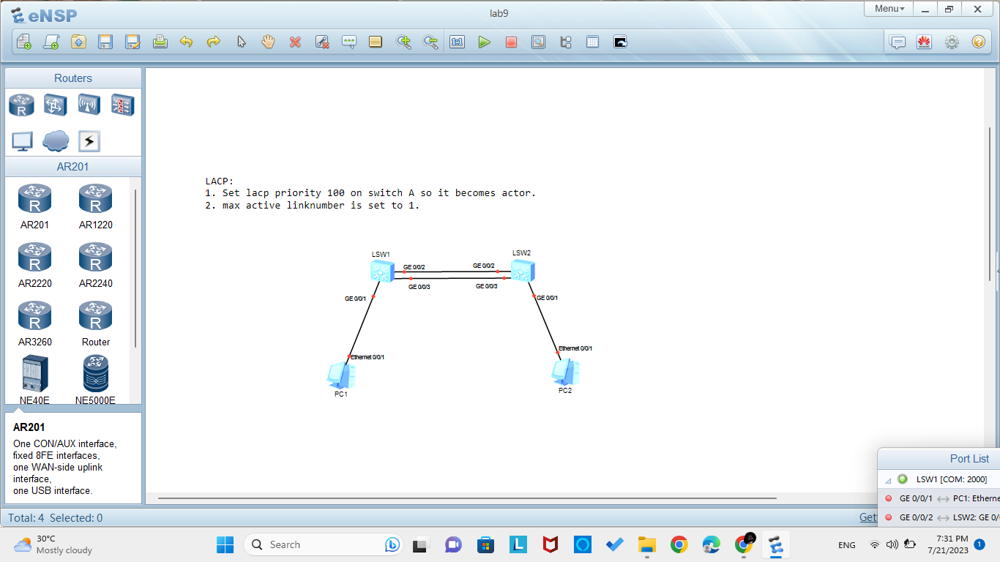 eNSP
lab9
Menu
1:1
Routers
AR201
AR201
AR1220
AR2220
AR2240
AR3260
Router
NE40E
NE5000E
AR201
One CON/AUX interface,
fixed 8FE interfaces,
one WAN-side uplink
interface,
one USB interface.
LACP:
1. Set lacp priority 100 on switch A so it becomes actor.
2. max active linknumber is set to 1.
LSW1
LSW2
GE 0/0/2
GE 0/0/2
GE 0/0/3
GE 0/0/3
GE 0/0/1
GE 0/0/1
Ethernet 0/0/1
Ethernet 0/0/1
PC1
PC2
Port List
LSW1 [COM: 2000]
GE 0/0/1 PC1: Etherne
GE 0/0/2 LSW2: GE 0/
Total: 4 Selected: 0
Get
30°C
Mostly cloudy
Search
ENG
7:31 PM
7/21/2023
1